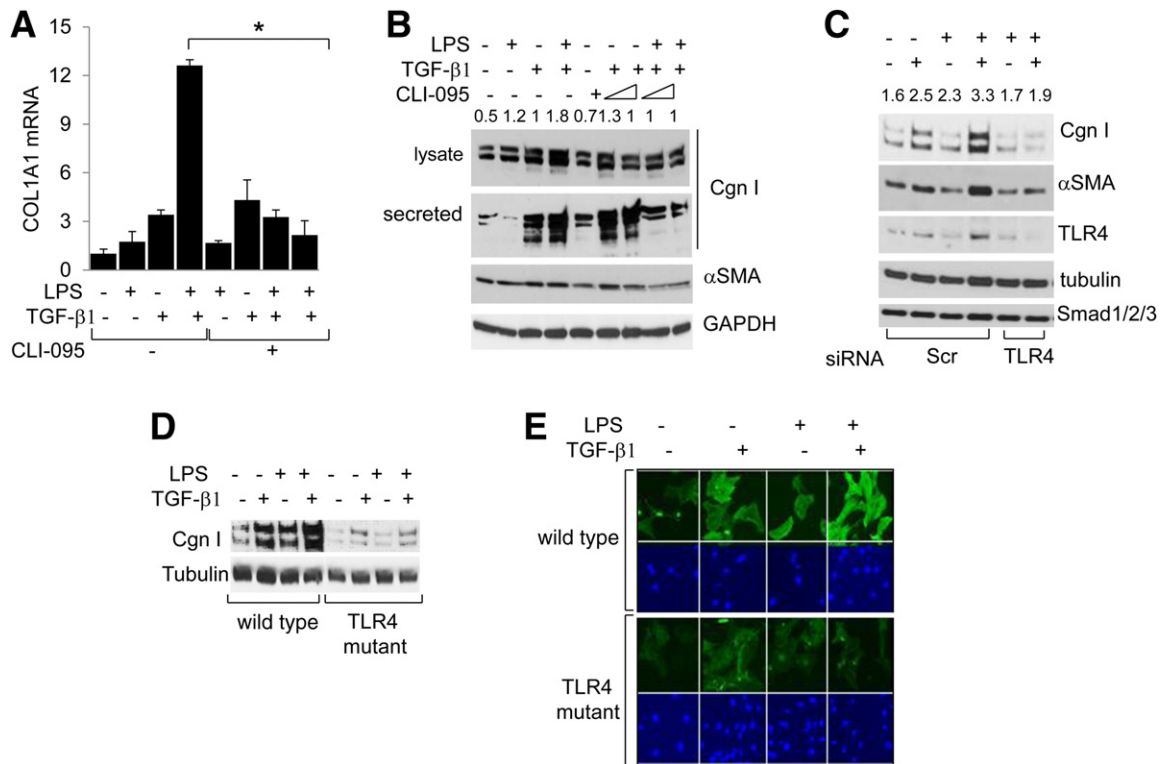 A
COL1A1 mRNA
15
12
9
6
3
0
LPS - + - + + - + +
TGF-β1 - - + + - + + +
CLI-095 - +
*
B
LPS - + - + - - + +
TGF-β1 - - + + + + + +
CLI-095 - - - - +
0.5 1.2 1 1.8 0.7 1.3 1 1 1
lysate
secreted
Cgn I
αSMA
GAPDH
C
- - + + + +
- + - + - +
1.6 2.5 2.3 3.3 1.7 1.9
Cgn I
αSMA
TLR4
tubulin
Smad1/2/3
siRNA Scr TLR4
D
LPS - - + + - - + +
TGF-β1 - + - + - + - +
Cgn I
Tubulin
wild type TLR4
mutant
E
LPS - - + +
TGF-β1 - + - +
wild type
TLR4
mutant